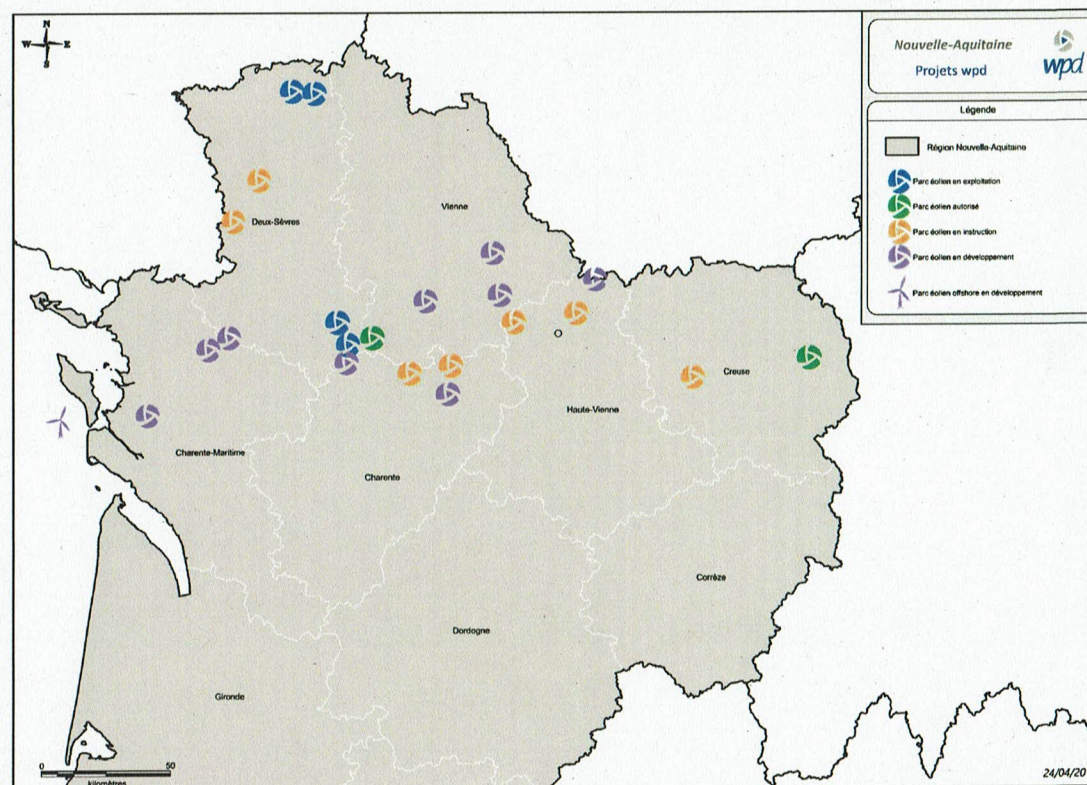 N
W E
S
Nouvelle-Aquitaine
Projets wpd
wpd
Légende
Région Nouvelle-Aquitaine
Parc éolien en exploitation
Parc éolien autorisé
Parc éolien en instruction
Parc éolien en développement
Parc éolien offshore en développement
Vienne
Deux-Sèvres
Creuse
Haute-Vienne
Charente-Maritime
Charente
Corrèze
Dordogne
Gironde
0 50
kilomètres
24/04/20